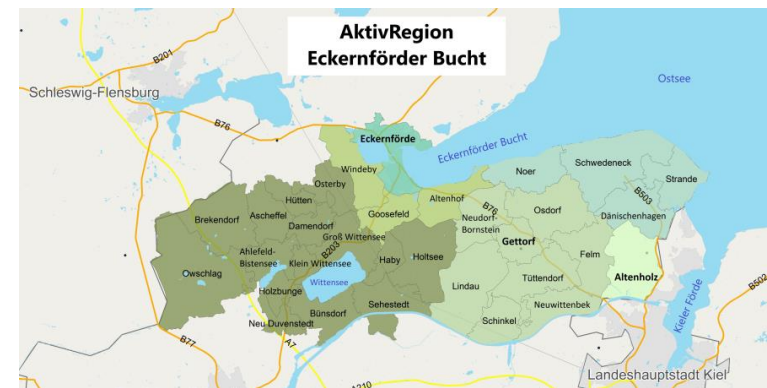 AktivRegion
Eckernförder Bucht
B201
Ostsee
Schleswig-Flensburg
B76
Eckernförde
Eckernförder Bucht
Schwedeneck
Windeby
Noer
Strande
Osterby
B503
Hütten
Altenhof
B76
Brekendorf
Ascheffel
Goosefeld
Osdorf
Dänischenhagen
Damendorf
Neudorf-
Bornstein
Groß Wittensee
Gettorf
B203
Ahlefeld-
Bistensee
Klein Wittensee
Haby
Holtsee
Felm
Owschlag
Wittensee
Tüttendorf
Altenholz
Holzbunge
Lindau
B502
Sehestedt
Neuwittenbek
Kieler Förde
Bünsdorf
Neu Duvenstedt
Schinkel
B77
A7
Landeshauptstadt Kiel
A210